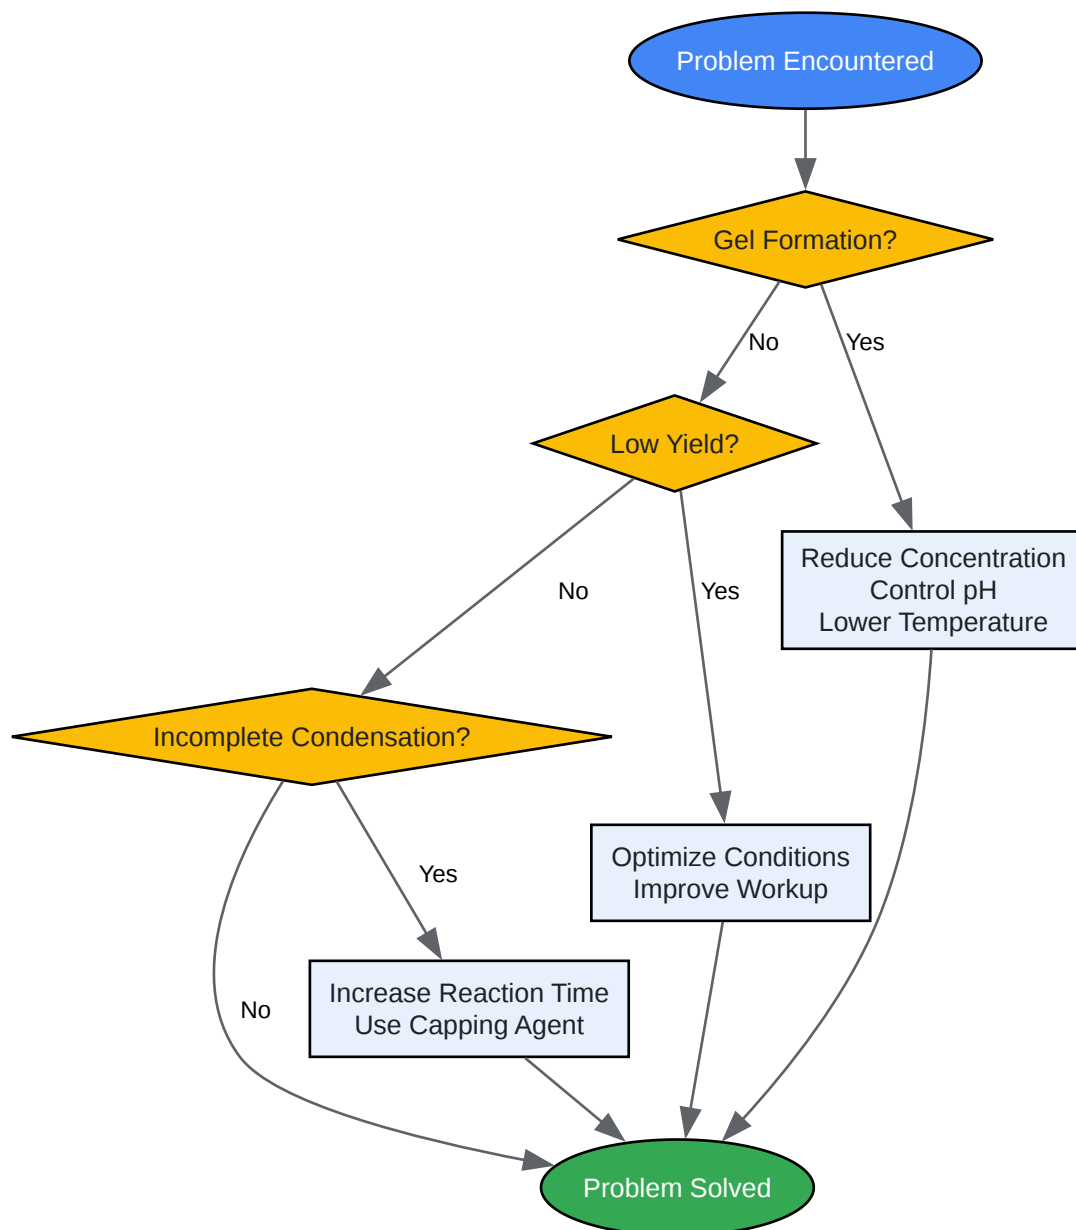 Problem Encountered
Gel Formation?
No
Yes
Low Yield?
No
Yes
Reduce Concentration
Control pH
Lower Temperature
Incomplete Condensation?
Optimize Conditions
Improve Workup
Yes
No
Increase Reaction Time
Use Capping Agent
Problem Solved